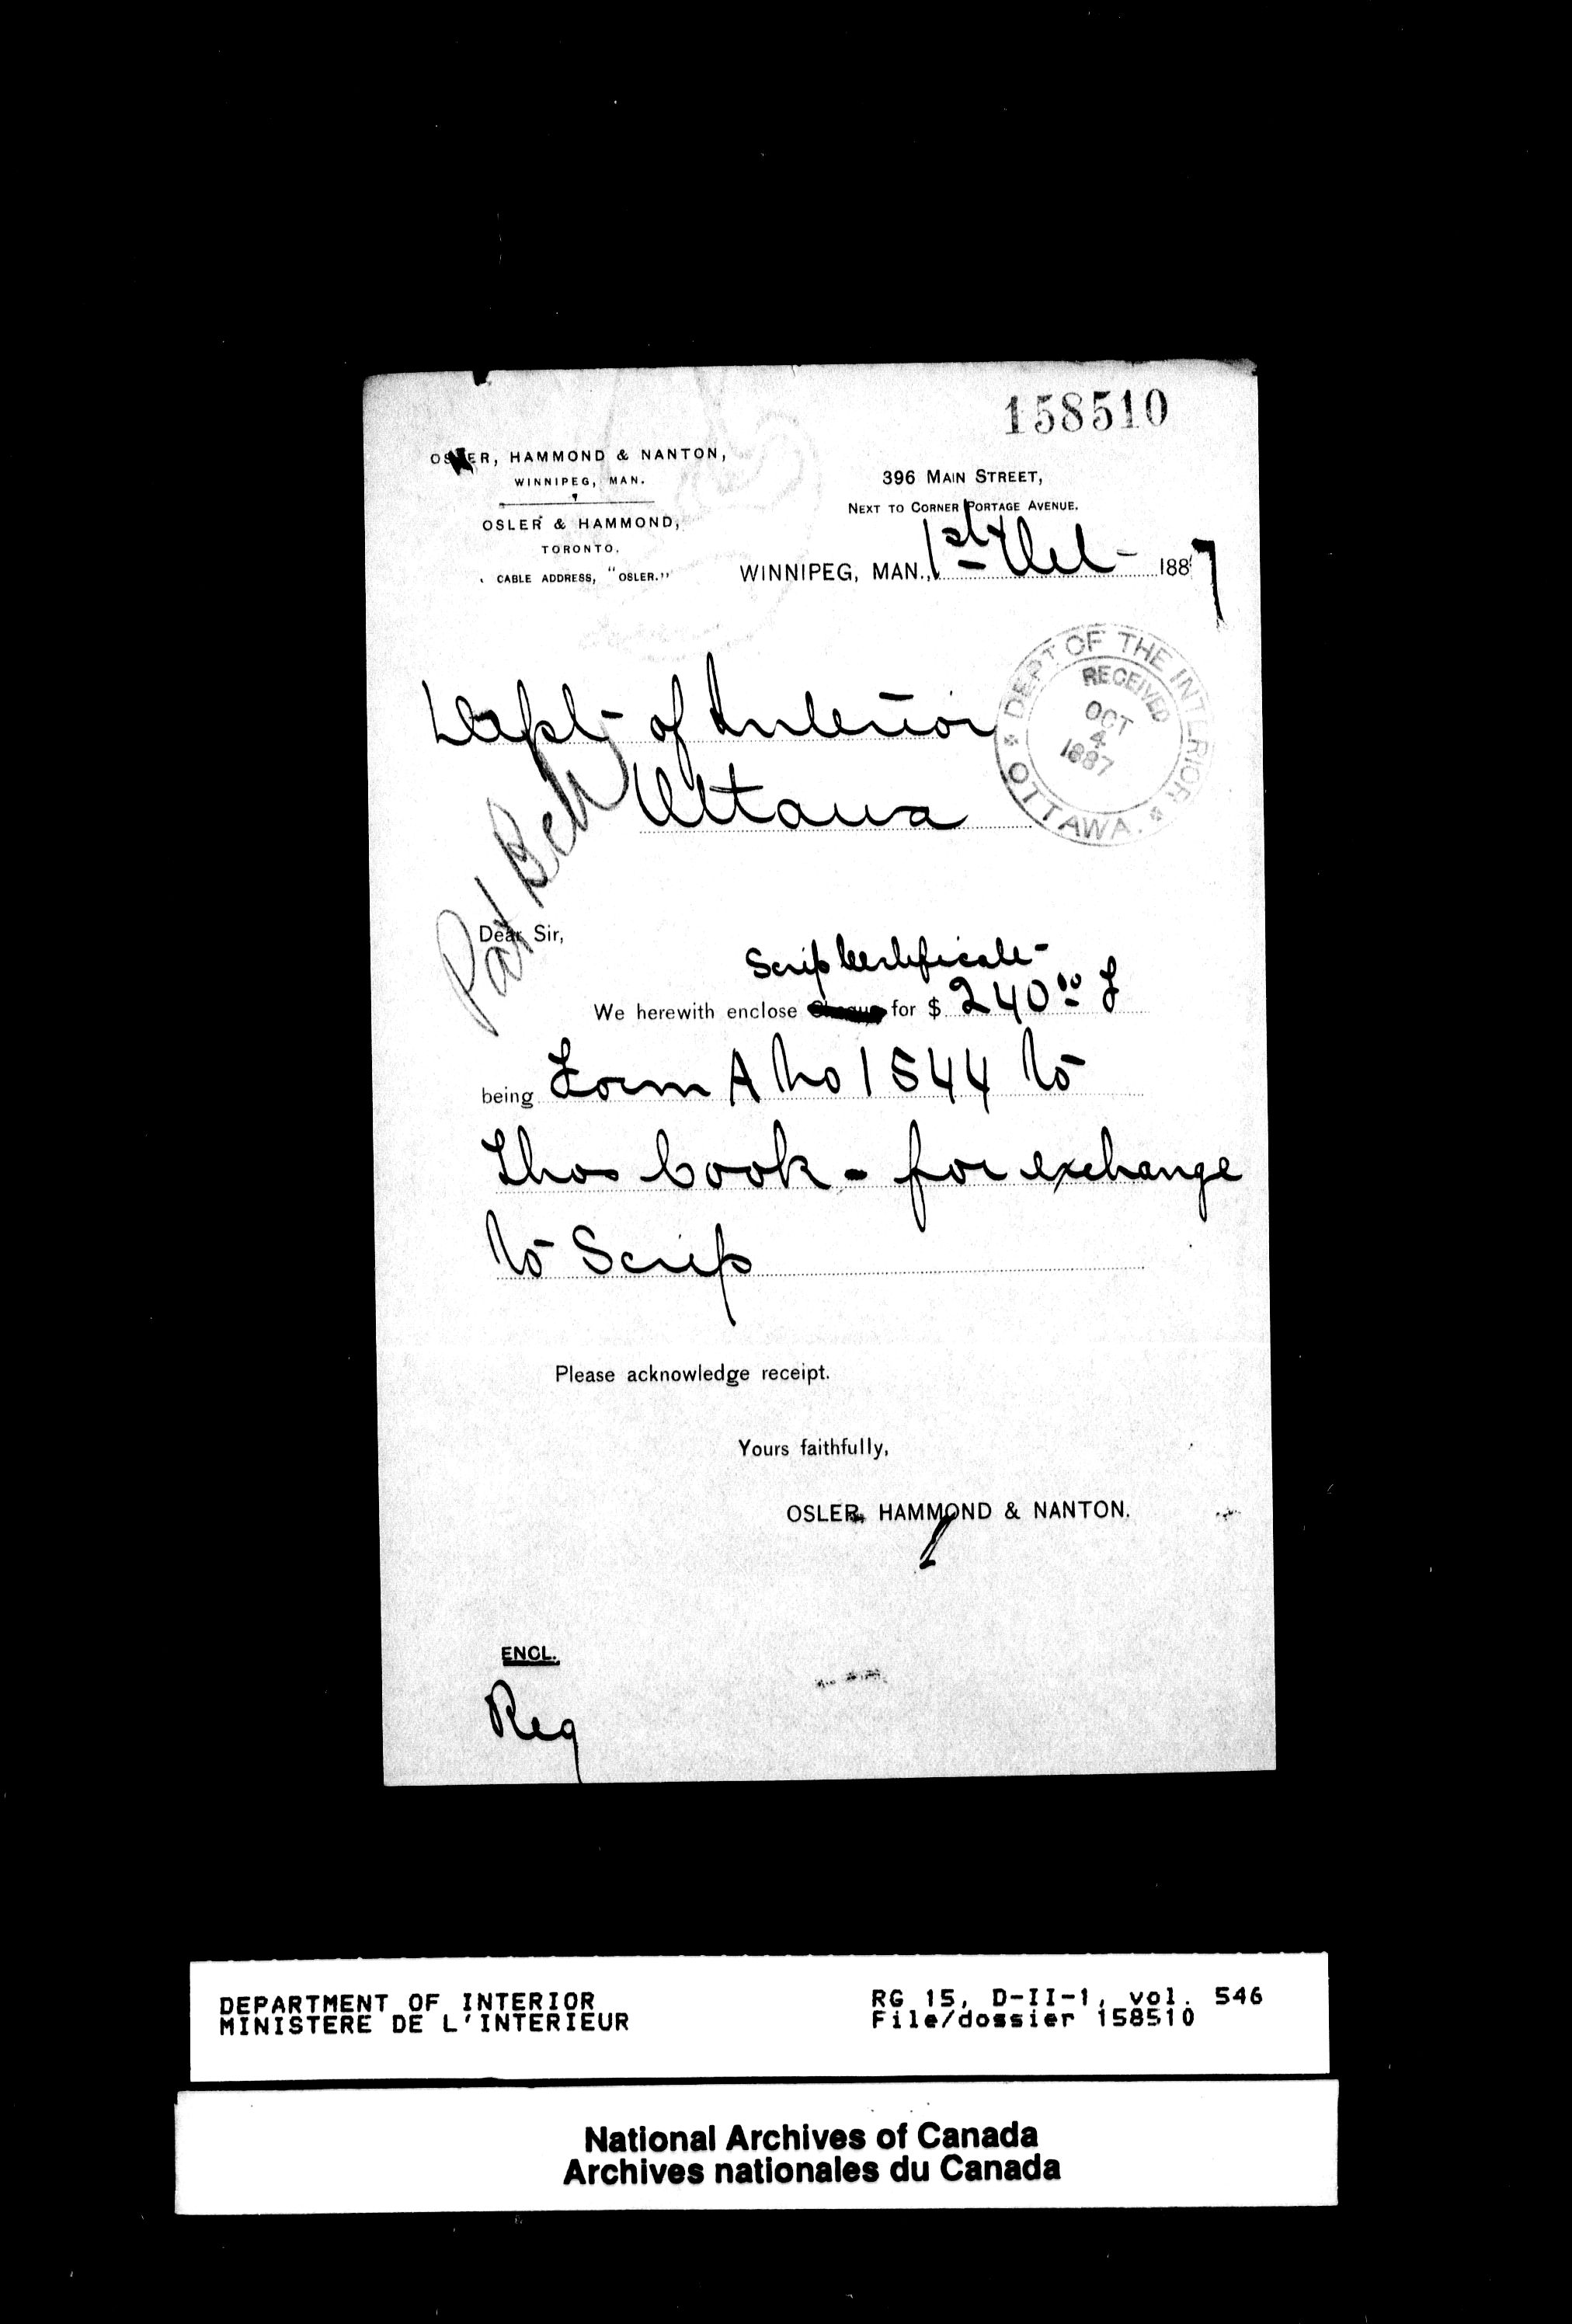 158510
OSLER, HAMMOND & NANTON,
WINNIPEG, MAN.
OSLER & HAMMOND,
TORONTO.
CABLE ADDRESS, "OSLER."
396 MAIN STREET,
NEXT TO CORNER PORTAGE AVENUE.
WINNIPEG, MAN., 1st Oct - 1887
Dept of Interior
Ottawa
DEPT OF THE INTERIOR
RECEIVED
OCT
4
1887
OTTAWA.
Dear Sir,
Scrip Certificate
We herewith enclose Cheque for $ 240.00
being Form A No 1544 to
Thos Cook - for exchange
to Scrip
Please acknowledge receipt.
Yours faithfully,
OSLER, HAMMOND & NANTON.
ENCL.
Reg
DEPARTMENT OF INTERIOR
MINISTERE DE L'INTERIEUR
RG 15, D-II-1, vol. 546
File/dossier 158510
National Archives of Canada
Archives nationales du Canada